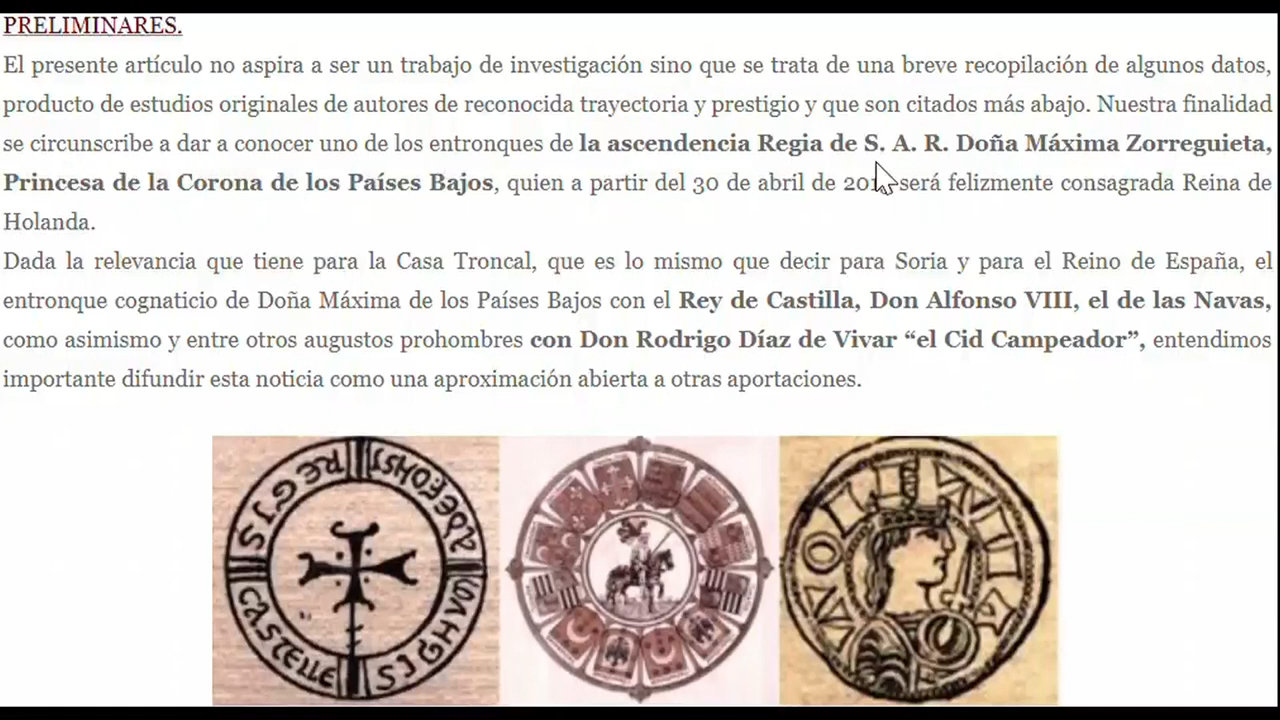 PRELIMINARES.
El presente artículo no aspira a ser un trabajo de investigación sino que se trata de una breve recopilación de algunos datos,
producto de estudios originales de autores de reconocida trayectoria y prestigio y que son citados más abajo. Nuestra finalidad
se circunscribe a dar a conocer uno de los entronques de la ascendencia Regia de S. A. R. Doña Máxima Zorreguieta,
Princesa de la Corona de los Países Bajos, quien a partir del 30 de abril de será felizmente consagrada Reina de
Holanda.
Dada la relevancia que tiene para la Casa Troncal, que es lo mismo que decir para Soria y para el Reino de España, el
entronque cognaticio de Doña Máxima de los Países Bajos con el Rey de Castilla, Don Alfonso VIII, el de las Navas,
como asimismo y entre otros augustos prohombres con Don Rodrigo Díaz de Vivar “el Cid Campeador”, entendimos
importante difundir esta noticia como una aproximación abierta a otras aportaciones.
REGIS
CASTELLE